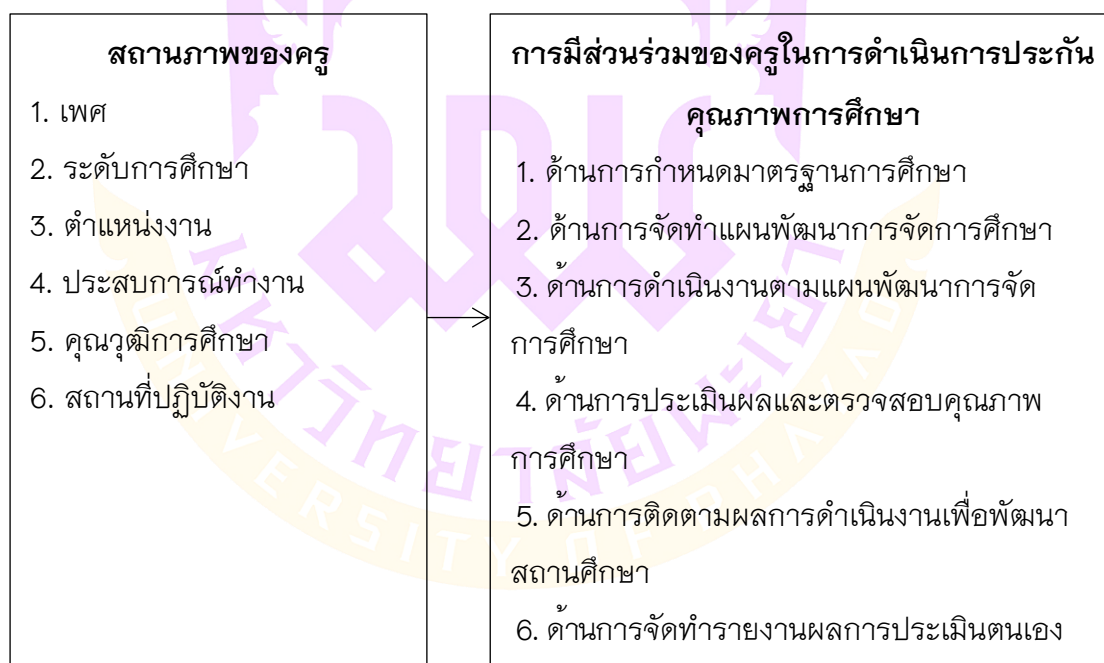 สถานภาพของครู
1. เพศ
2. ระดับการศึกษา
3. ตำแหน่งงาน
4. ประสบการณ์ทำงาน
5. คุณวุฒิการศึกษา
6. สถานที่ปฏิบัติงาน
การมีส่วนร่วมของครูในการดำเนินการประกัน
คุณภาพการศึกษา
1. ด้านการกำหนดมาตรฐานการศึกษา
2. ด้านการจัดทำแผนพัฒนาการจัดการศึกษา
3. ด้านการดำเนินงานตามแผนพัฒนาการจัด
การศึกษา
4. ด้านการประเมินผลและตรวจสอบคุณภาพ
การศึกษา
5. ด้านการติดตามผลการดำเนินงานเพื่อพัฒนา
สถานศึกษา
6. ด้านการจัดทำรายงานผลการประเมินตนเอง
มหาวิทยาลัยพะเยา
UNIVERSITY OF PHAYAO